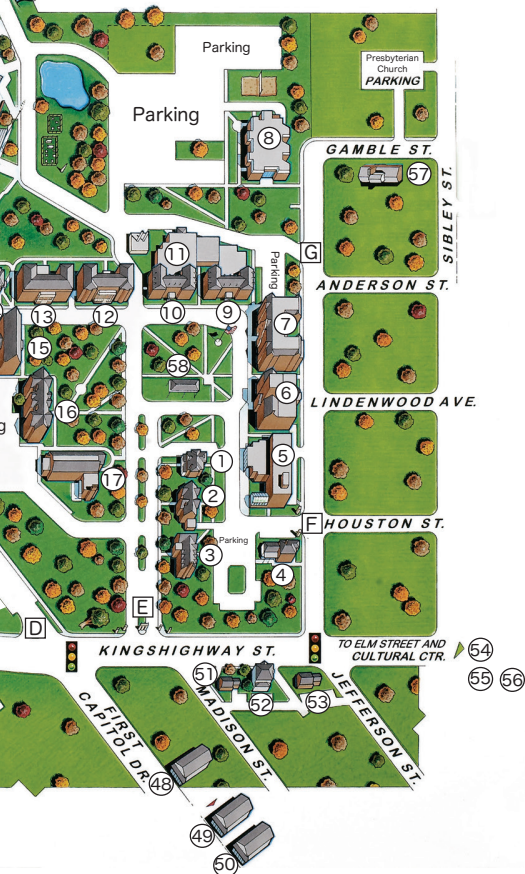 Parking
Presbyterian
Church
PARKING
Parking
8
GAMBLE ST.
57
SIBLEY ST.
11
G
Parking
ANDERSON ST.
13
12
10
9
7
15
58
6
16
LINDENWOOD AVE.
g
1
5
17
2
F
HOUSTON ST.
3
Parking
4
E
D
KINGSHIGHWAY ST.
TO ELM STREET AND
CULTURAL CTR.
54
51
55
56
52
53
FIRST
CAPITOL DR.
MADISON ST.
JEFFERSON ST.
48
49
50